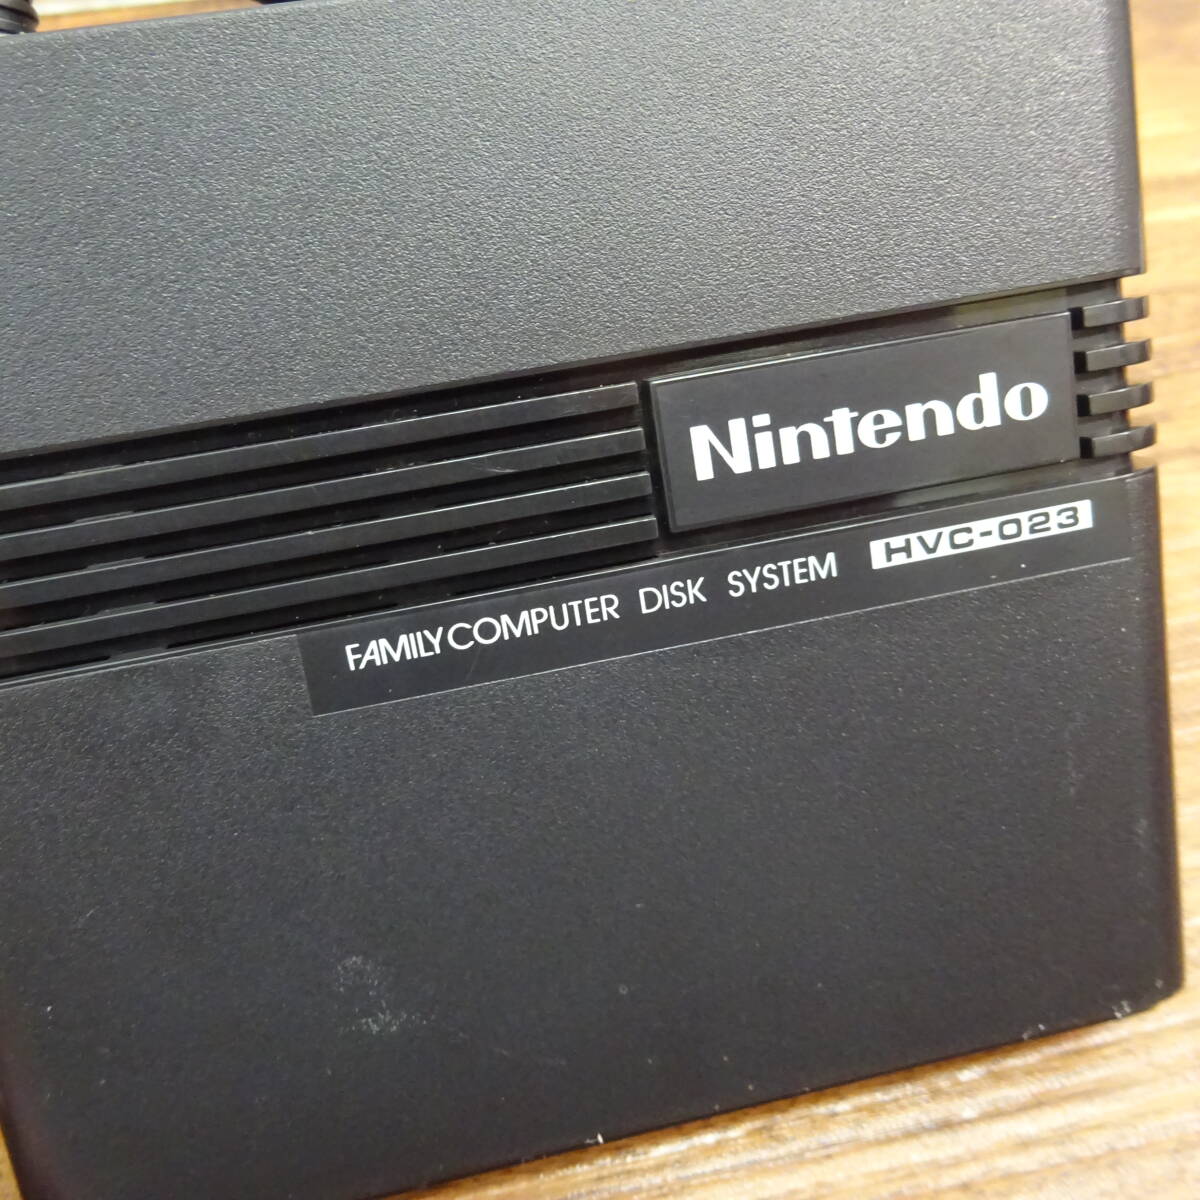 Nintendo
FAMILY COMPUTER DISK SYSTEM HVC-023